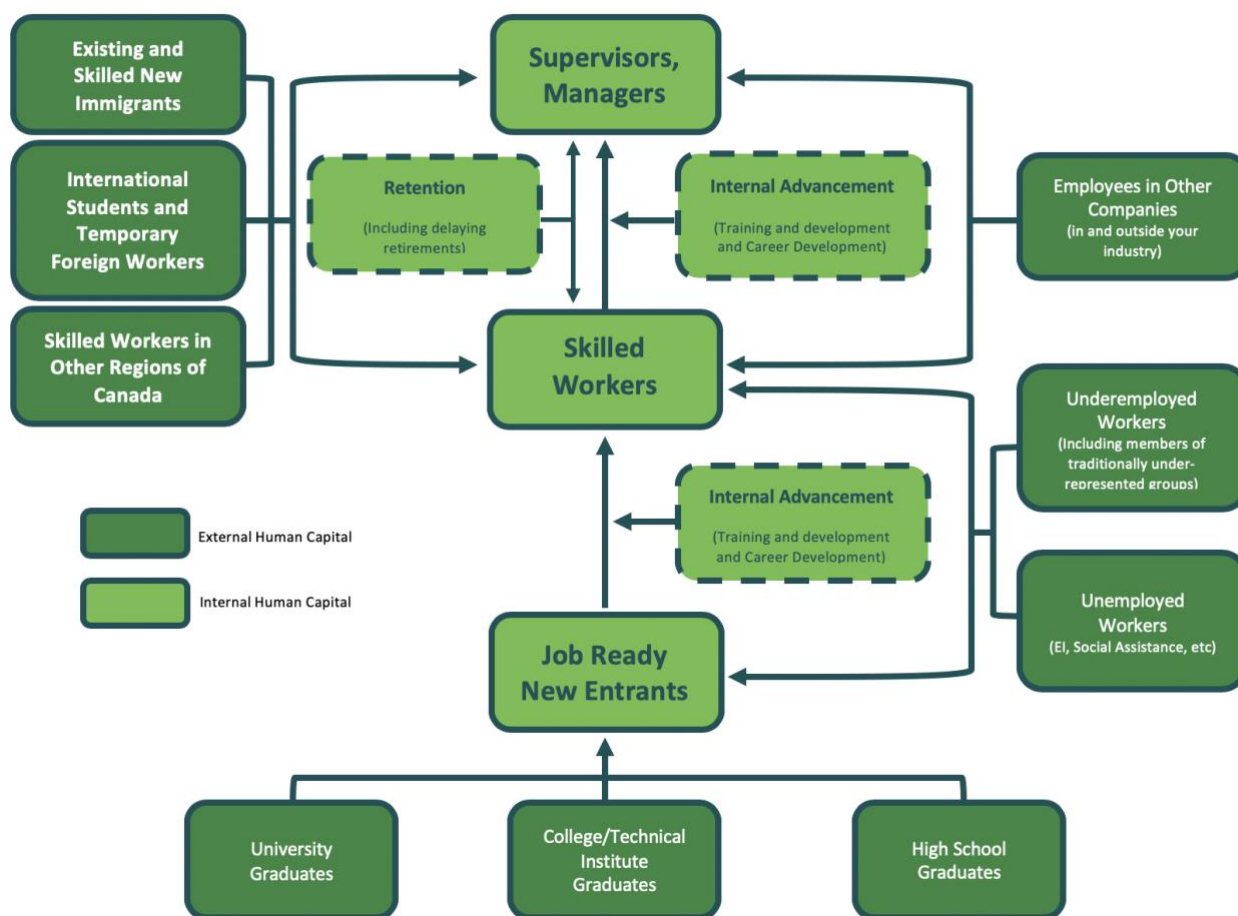 Existing and
Skilled New
Immigrants
International
Students and
Temporary
Foreign Workers
Skilled Workers in
Other Regions of
Canada
Supervisors,
Managers
Retention
(Including delaying
retirements)
Internal Advancement
(Training and development
and Career Development)
Employees in Other
Companies
(in and outside your
industry)
Skilled
Workers
Underemployed
Workers
(Including members of
traditionally under-
represented groups)
Internal Advancement
(Training and development
and Career Development)
External Human Capital
Internal Human Capital
Unemployed
Workers
(EI, Social Assistance, etc)
Job Ready
New Entrants
University
Graduates
College/Technical
Institute
Graduates
High School
Graduates